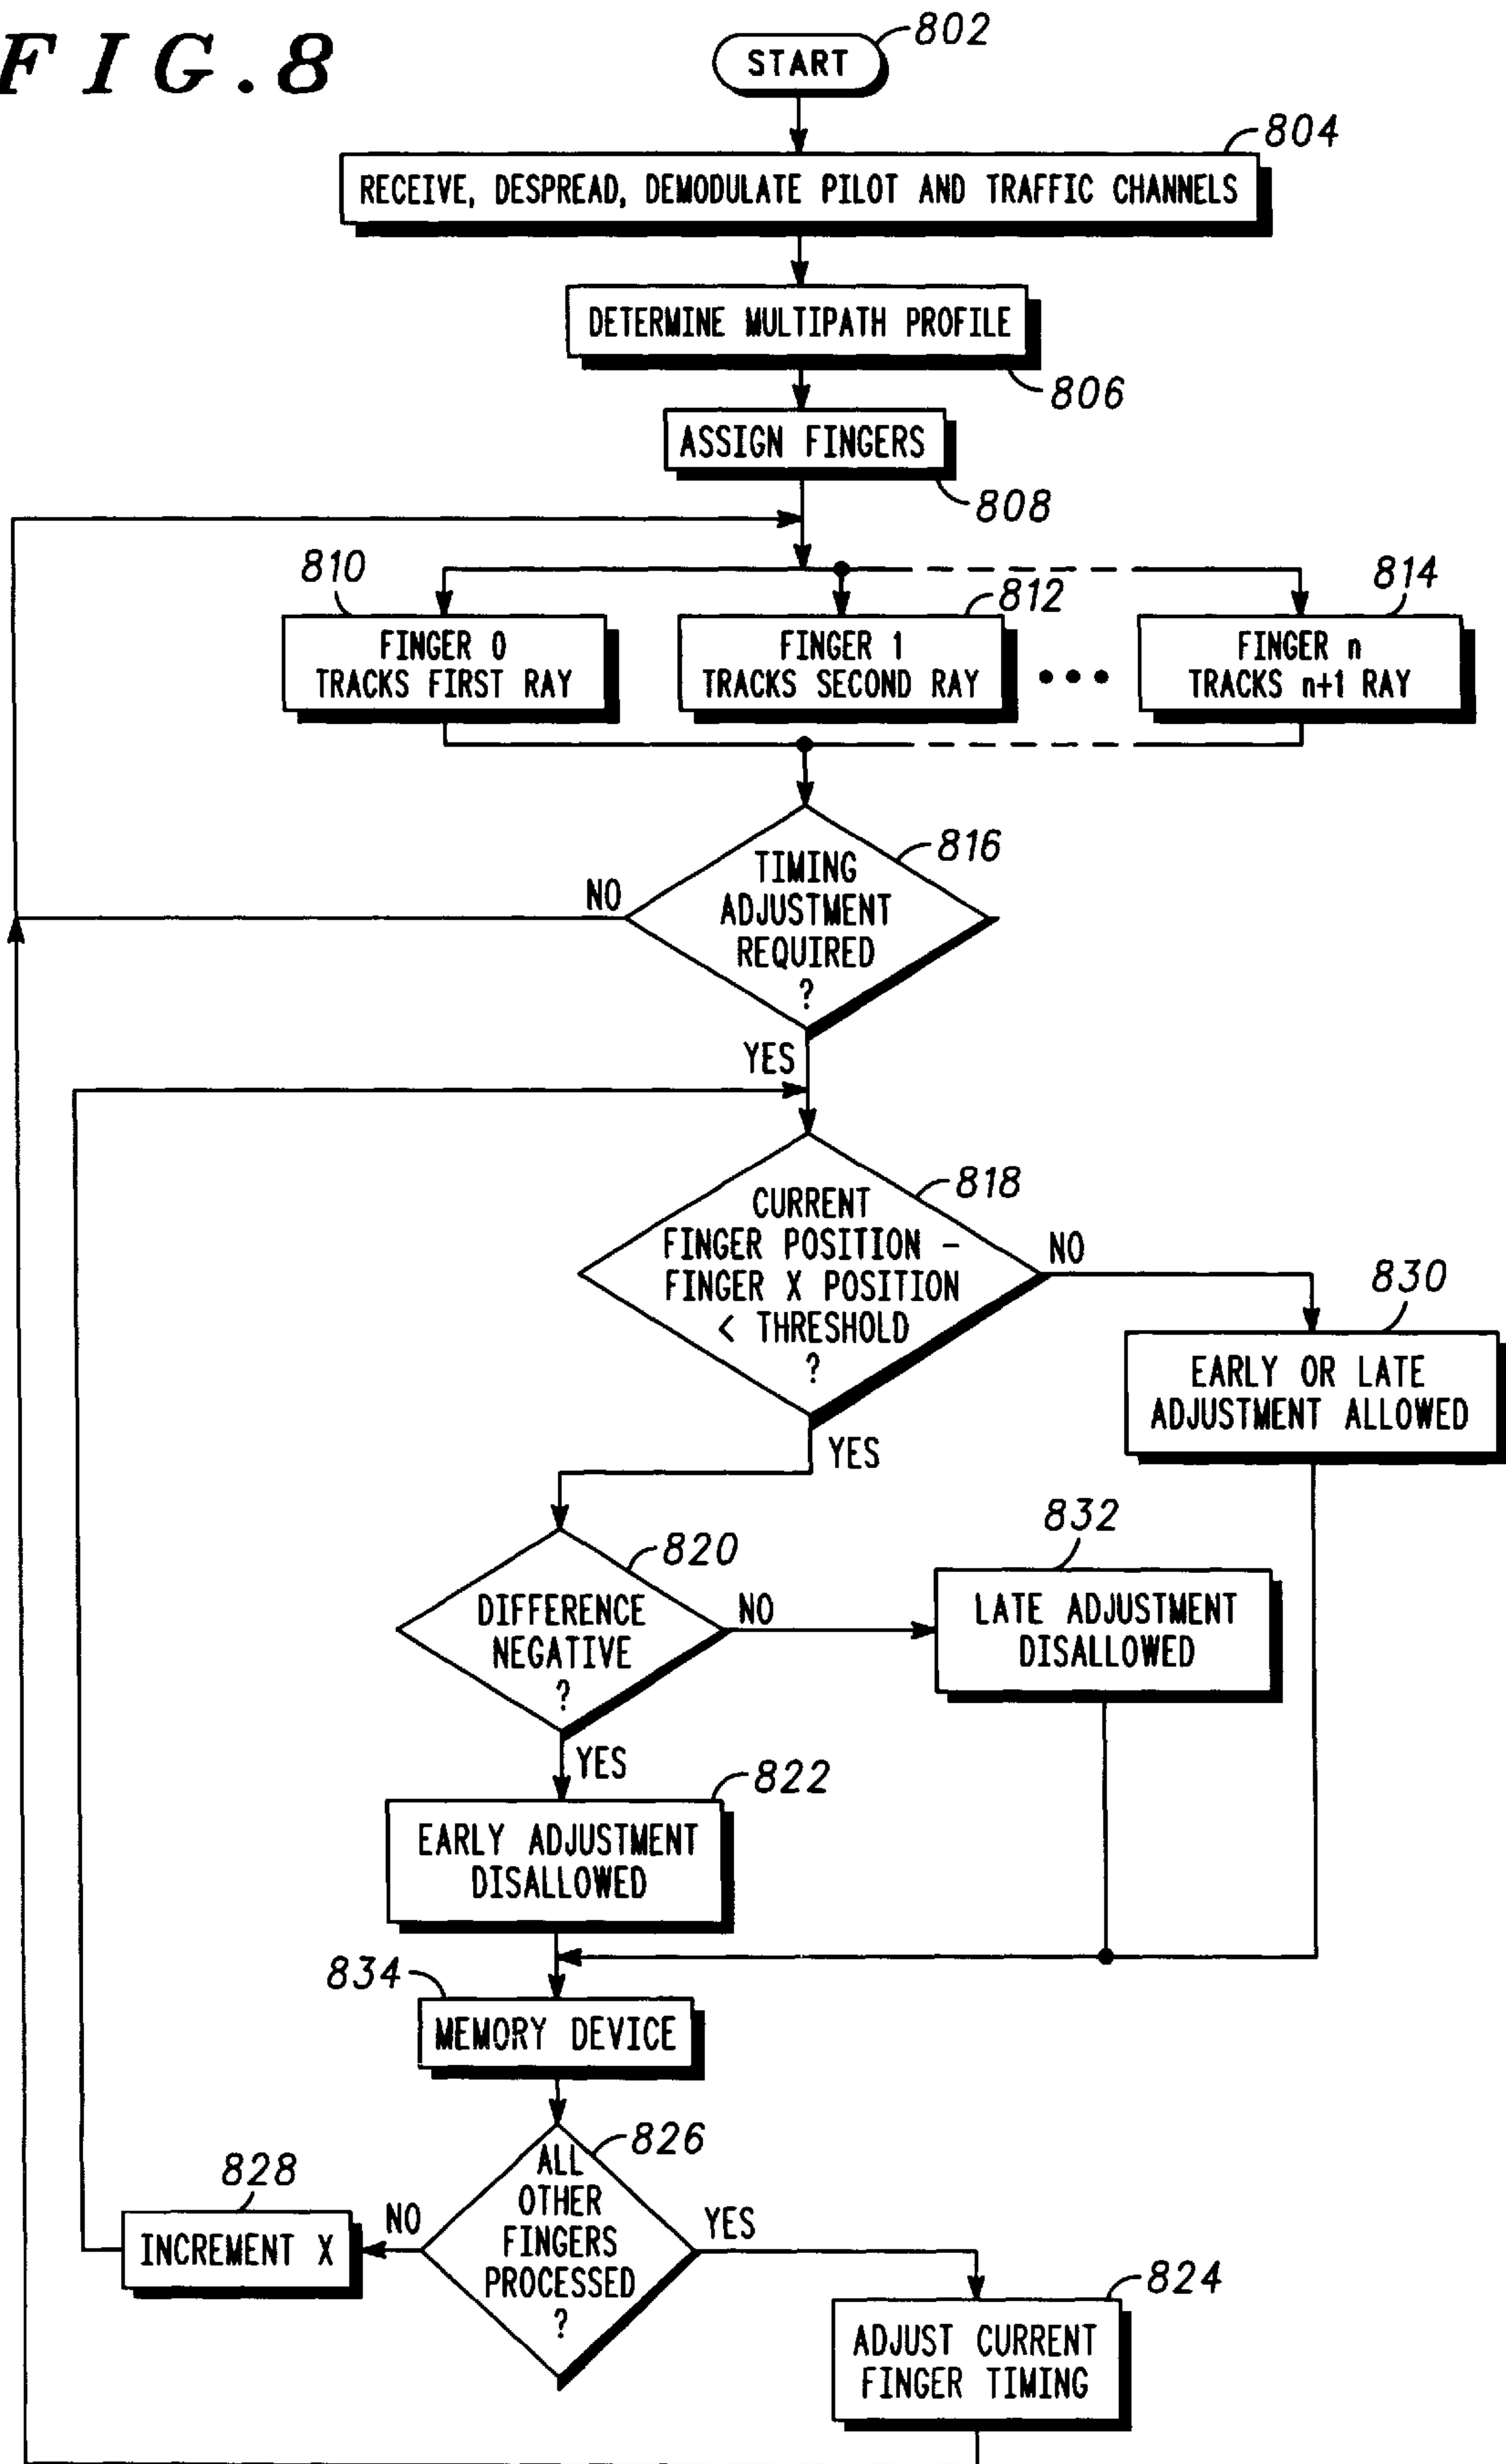 FIG.8
START
802
804
RECEIVE, DESPREAD, DEMODULATE PILOT AND TRAFFIC CHANNELS
DETERMINE MULTIPATH PROFILE
806
ASSIGN FINGERS
808
810
812
814
FINGER 0
TRACKS FIRST RAY
FINGER 1
TRACKS SECOND RAY
•••
FINGER n
TRACKS n+1 RAY
816
TIMING
ADJUSTMENT
REQUIRED
?
NO
YES
818
CURRENT
FINGER POSITION –
FINGER X POSITION
< THRESHOLD
?
NO
YES
830
EARLY OR LATE
ADJUSTMENT ALLOWED
820
DIFFERENCE
NEGATIVE
?
NO
YES
832
LATE ADJUSTMENT
DISALLOWED
822
EARLY ADJUSTMENT
DISALLOWED
834
MEMORY DEVICE
826
ALL
OTHER
FINGERS
PROCESSED
?
NO
YES
828
INCREMENT X
824
ADJUST CURRENT
FINGER TIMING